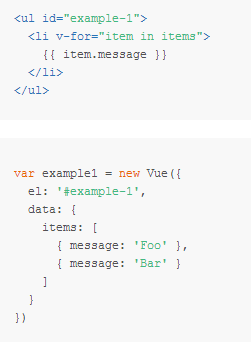 <ul id="example-1">
  <li v-for="item in items">
    {{ item.message }}
  </li>
</ul>
var example1 = new Vue({
  el: '#example-1',
  data: {
    items: [
      { message: 'Foo' },
      { message: 'Bar' }
    ]
  }
})